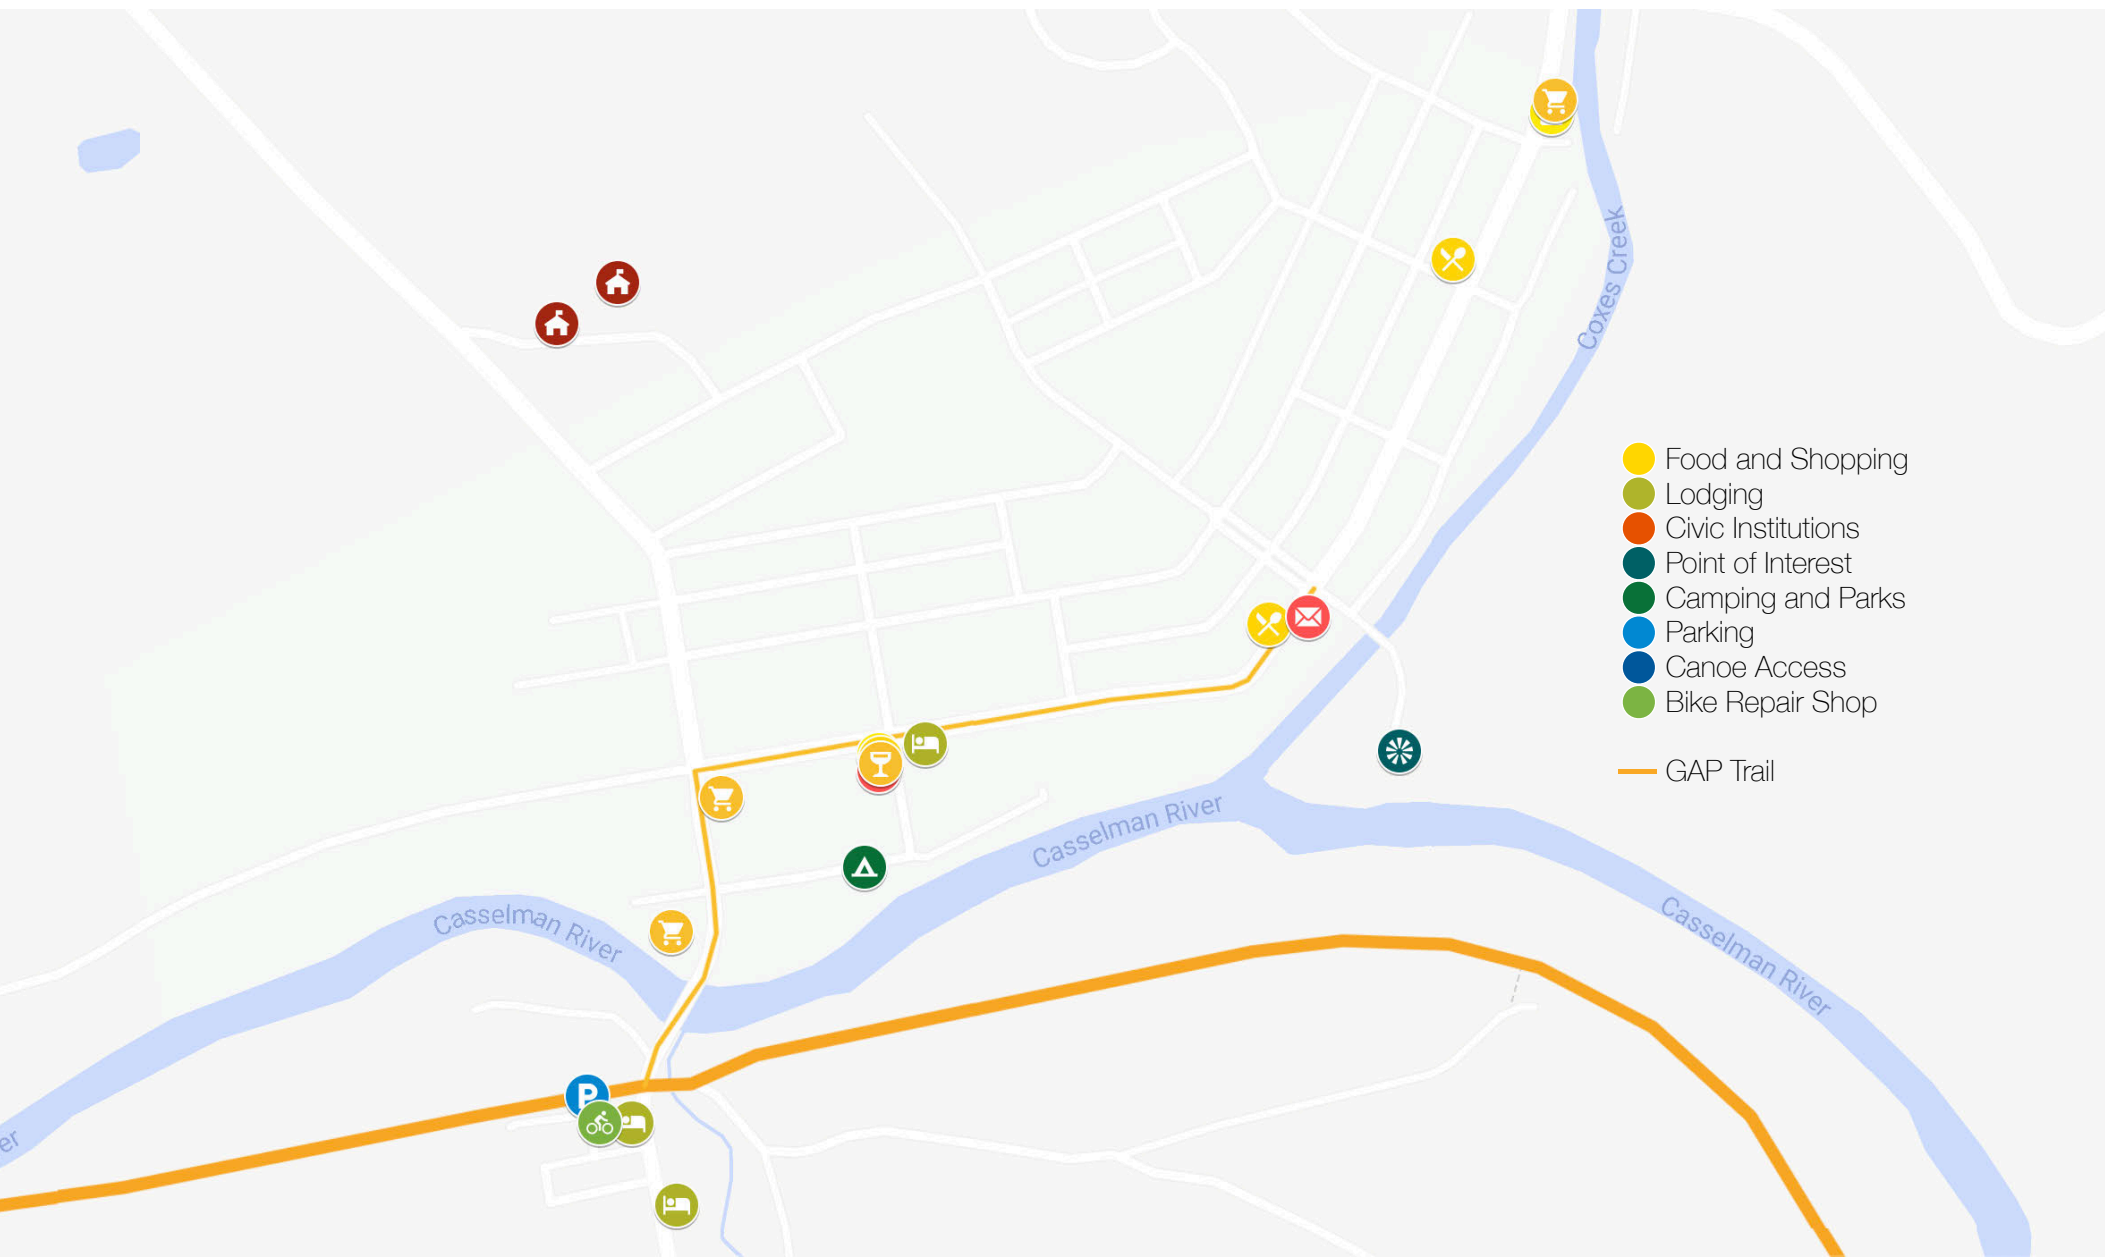 Coxes Creek
Food and Shopping
Lodging
Civic Institutions
Point of Interest
Camping and Parks
Parking
Canoe Access
Bike Repair Shop
GAP Trail
Casselman River
Casselman River
Casselman River
er
P